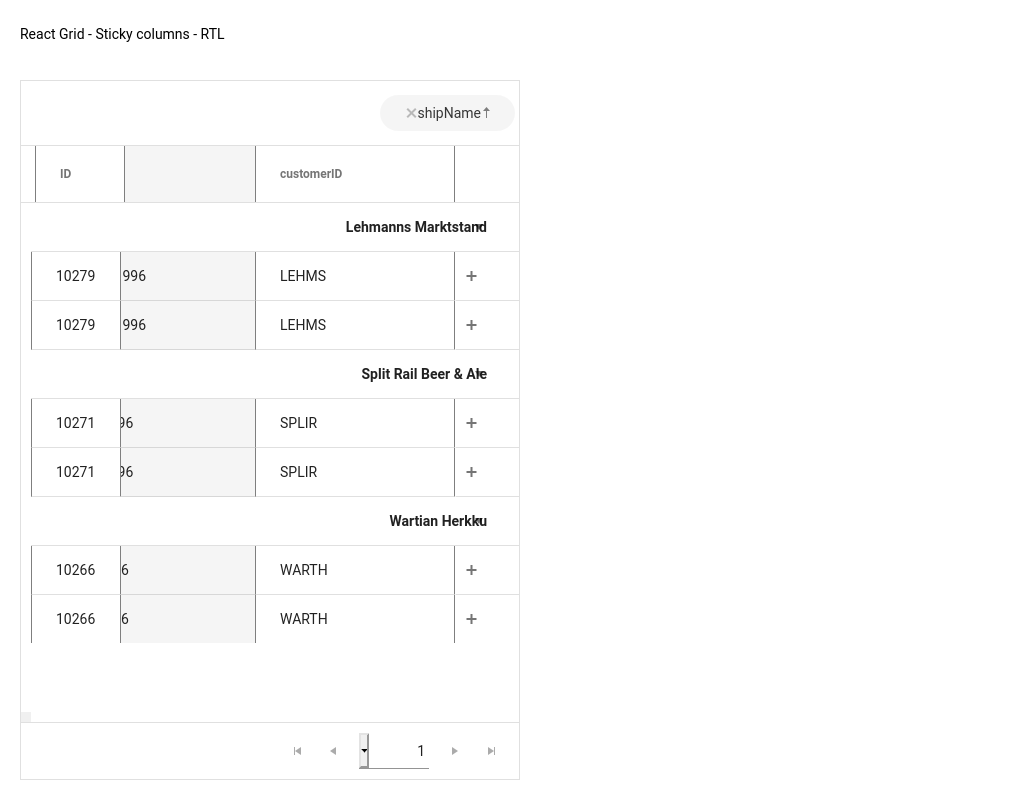 React Grid - Sticky columns - RTL
shipName
ID customerID
Lehmanns Marktstand
10279 996 LEHMS +
10279 996 LEHMS +
Split Rail Beer & Ale
10271 96 SPLIR +
10271 96 SPLIR +
Wartian Herkku
10266 6 WARTH +
10266 6 WARTH +
1